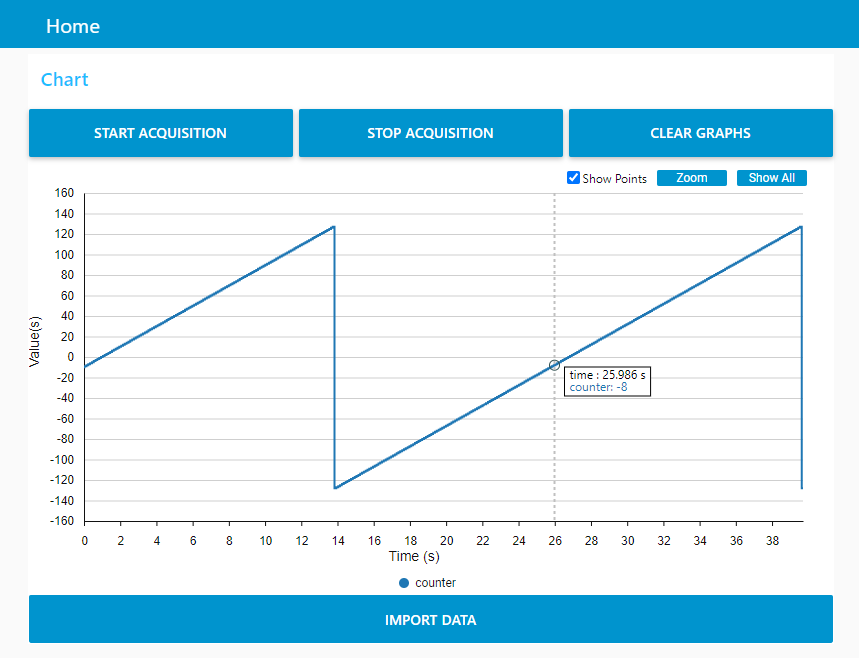 Home
Chart
START ACQUISITION
STOP ACQUISITION
CLEAR GRAPHS
Show Points
Zoom
Show All
160
140
120
100
80
60
40
20
0
-20
-40
-60
-80
-100
-120
-140
-160
Value(s)
time : 25.986 s
counter: -8
0 2 4 6 8 10 12 14 16 18 20 22 24 26 28 30 32 34 36 38
Time (s)
counter
IMPORT DATA